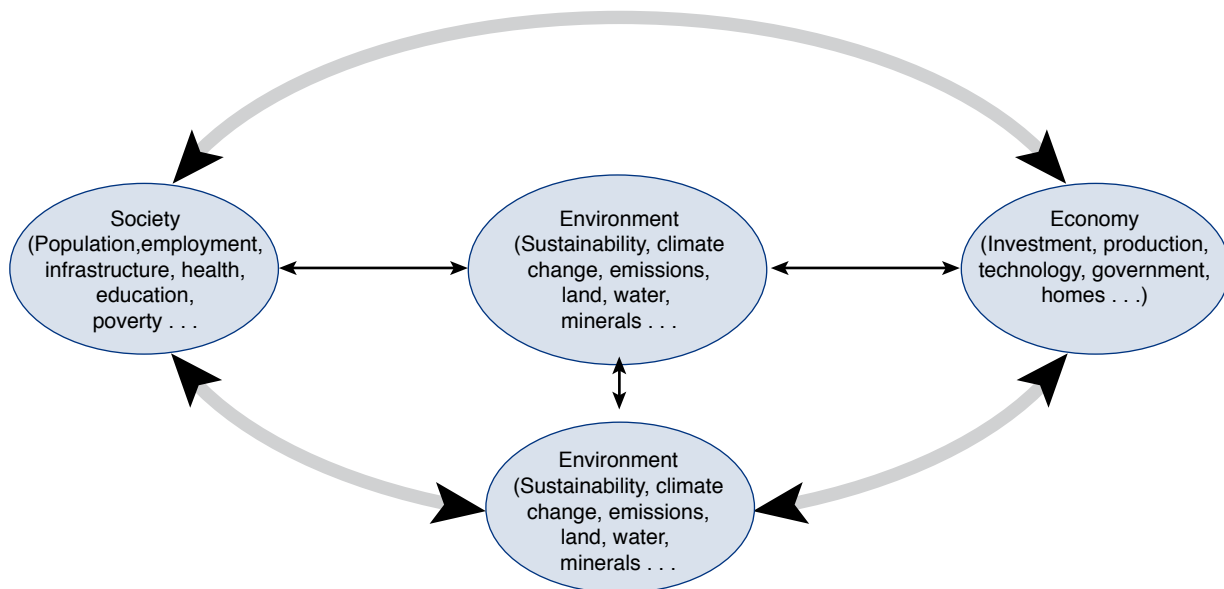 Society
(Population,employment,
infrastructure, health,
education,
poverty . . .
Environment
(Sustainability, climate
change, emissions,
land, water,
minerals . . .
Economy
(Investment, production,
technology, government,
homes . . .)
Environment
(Sustainability, climate
change, emissions,
land, water,
minerals . . .